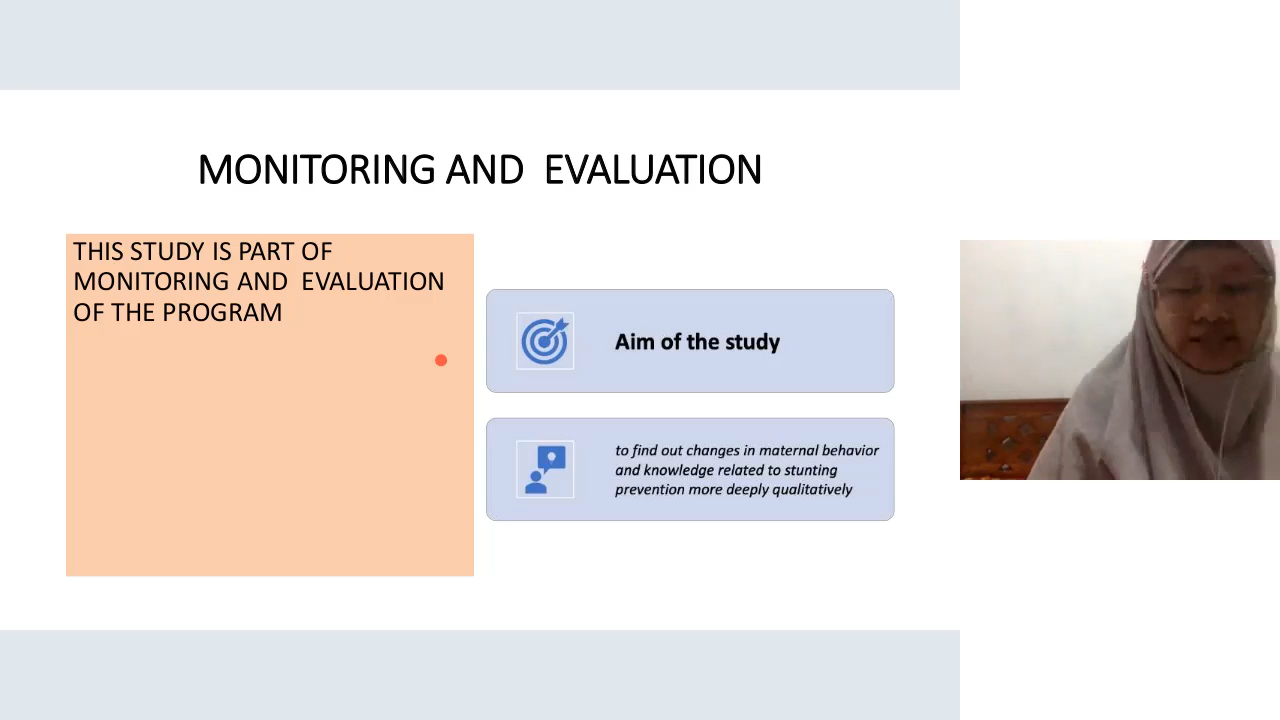 MONITORING AND  EVALUATION
THIS STUDY IS PART OF
MONITORING AND  EVALUATION
OF THE PROGRAM
Aim of the study
to find out changes in maternal behavior
and knowledge related to stunting
prevention more deeply qualitatively